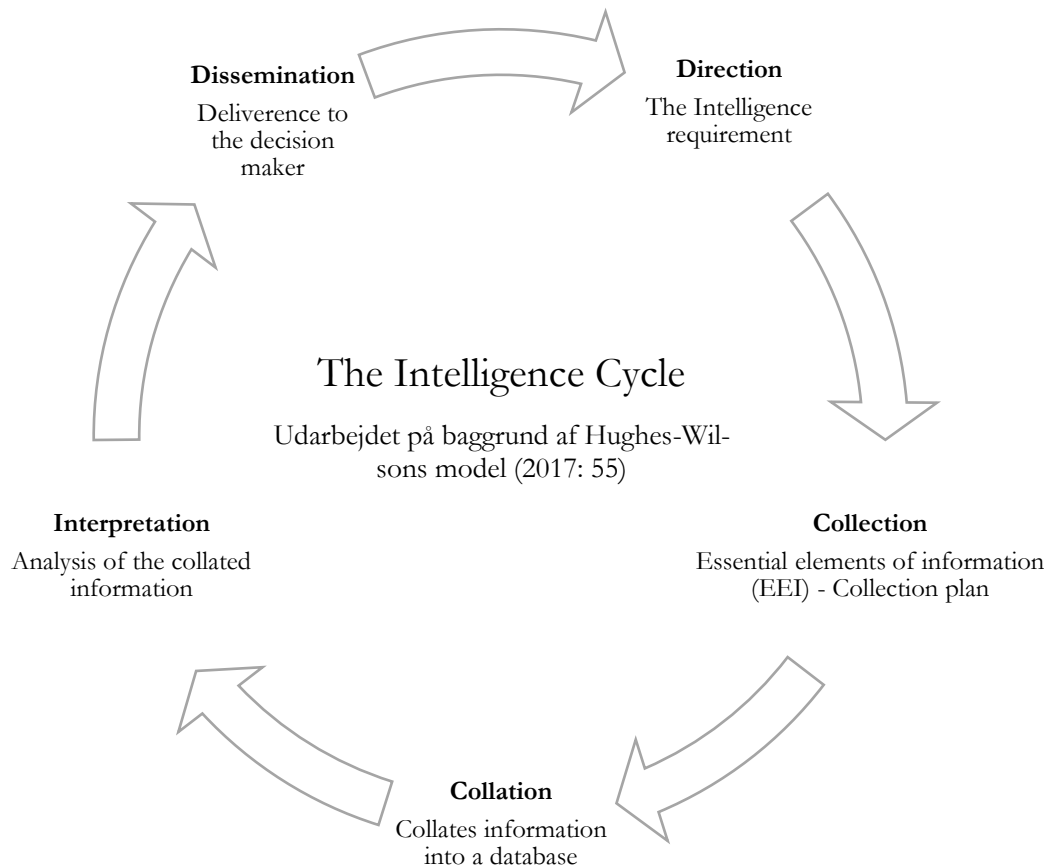 Dissemination
Deliverence to
the decision
maker
Direction
The Intelligence
requirement
The Intelligence Cycle
Udarbejdet på baggrund af Hughes-Wil-
sons model (2017: 55)
Interpretation
Analysis of the collated
information
Collection
Essential elements of information
(EEI) - Collection plan
Collation
Collates information
into a database